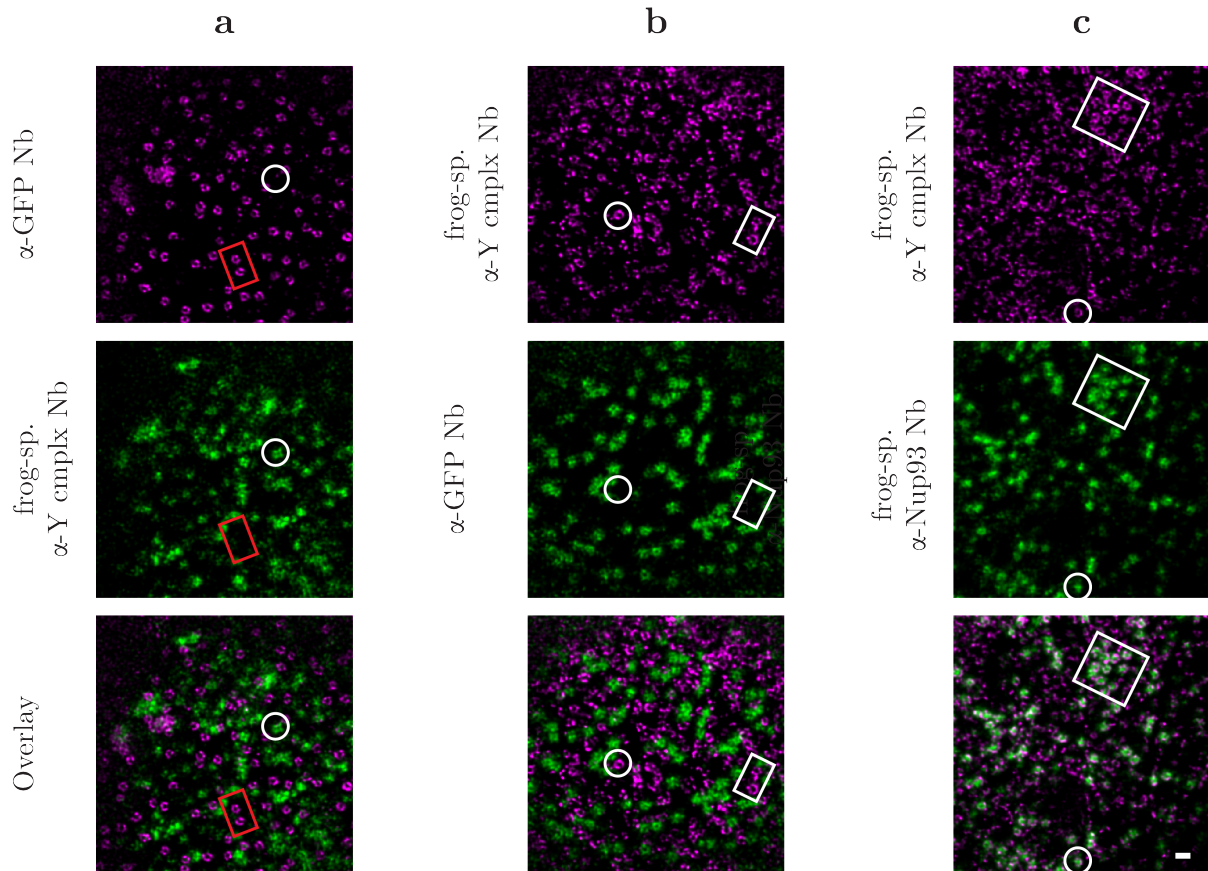 a
b
c
α-GFP Nb
frog-sp.
α-Y cmplx Nb
frog-sp.
α-Y cmplx Nb
frog-sp.
α-Y cmplx Nb
α-GFP Nb
frog-sp.
α-Nup93 Nb
Overlay